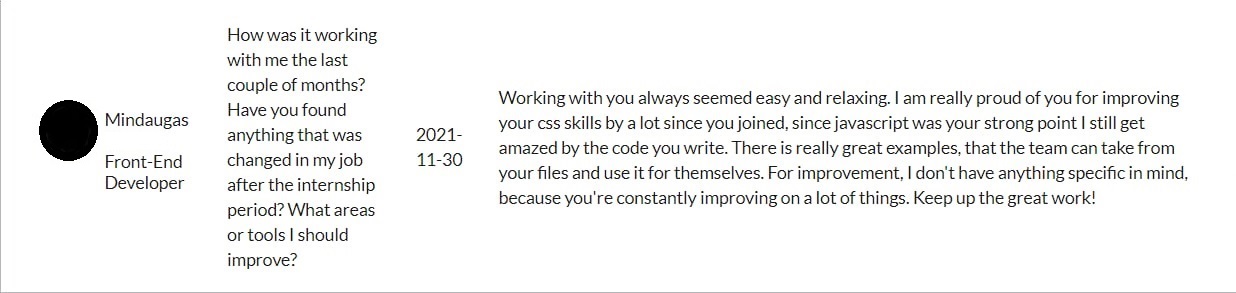 Mindaugas
Front-End
Developer
How was it working
with me the last
couple of months?
Have you found
anything that was
changed in my job
after the internship
period? What areas
or tools I should
improve?
2021-
11-30
Working with you always seemed easy and relaxing. I am really proud of you for improving
your css skills by a lot since you joined, since javascript was your strong point I still get
amazed by the code you write. There is really great examples, that the team can take from
your files and use it for themselves. For improvement, I don't have anything specific in mind,
because you're constantly improving on a lot of things. Keep up the great work!